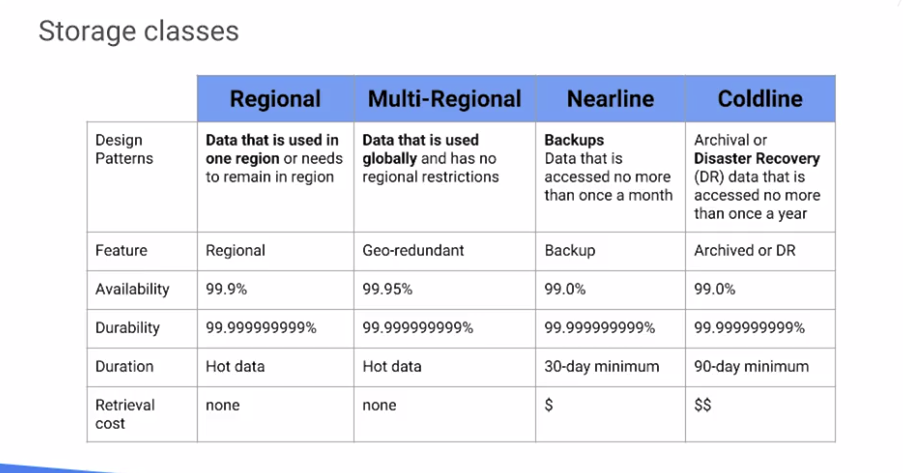 Storage classes
Regional Multi-Regional Nearline Coldline
Design
Patterns
Data that is used in
one region or needs
to remain in region
Data that is used
globally and has no
regional restrictions
Backups
Data that is
accessed no more
than once a month
Archival or
Disaster Recovery
(DR) data that is
accessed no more
than once a year
Feature Regional Geo-redundant Backup Archived or DR
Availability 99.9% 99.95% 99.0% 99.0%
Durability 99.999999999% 99.999999999% 99.999999999% 99.999999999%
Duration Hot data Hot data 30-day minimum 90-day minimum
Retrieval
cost
none none $ $$